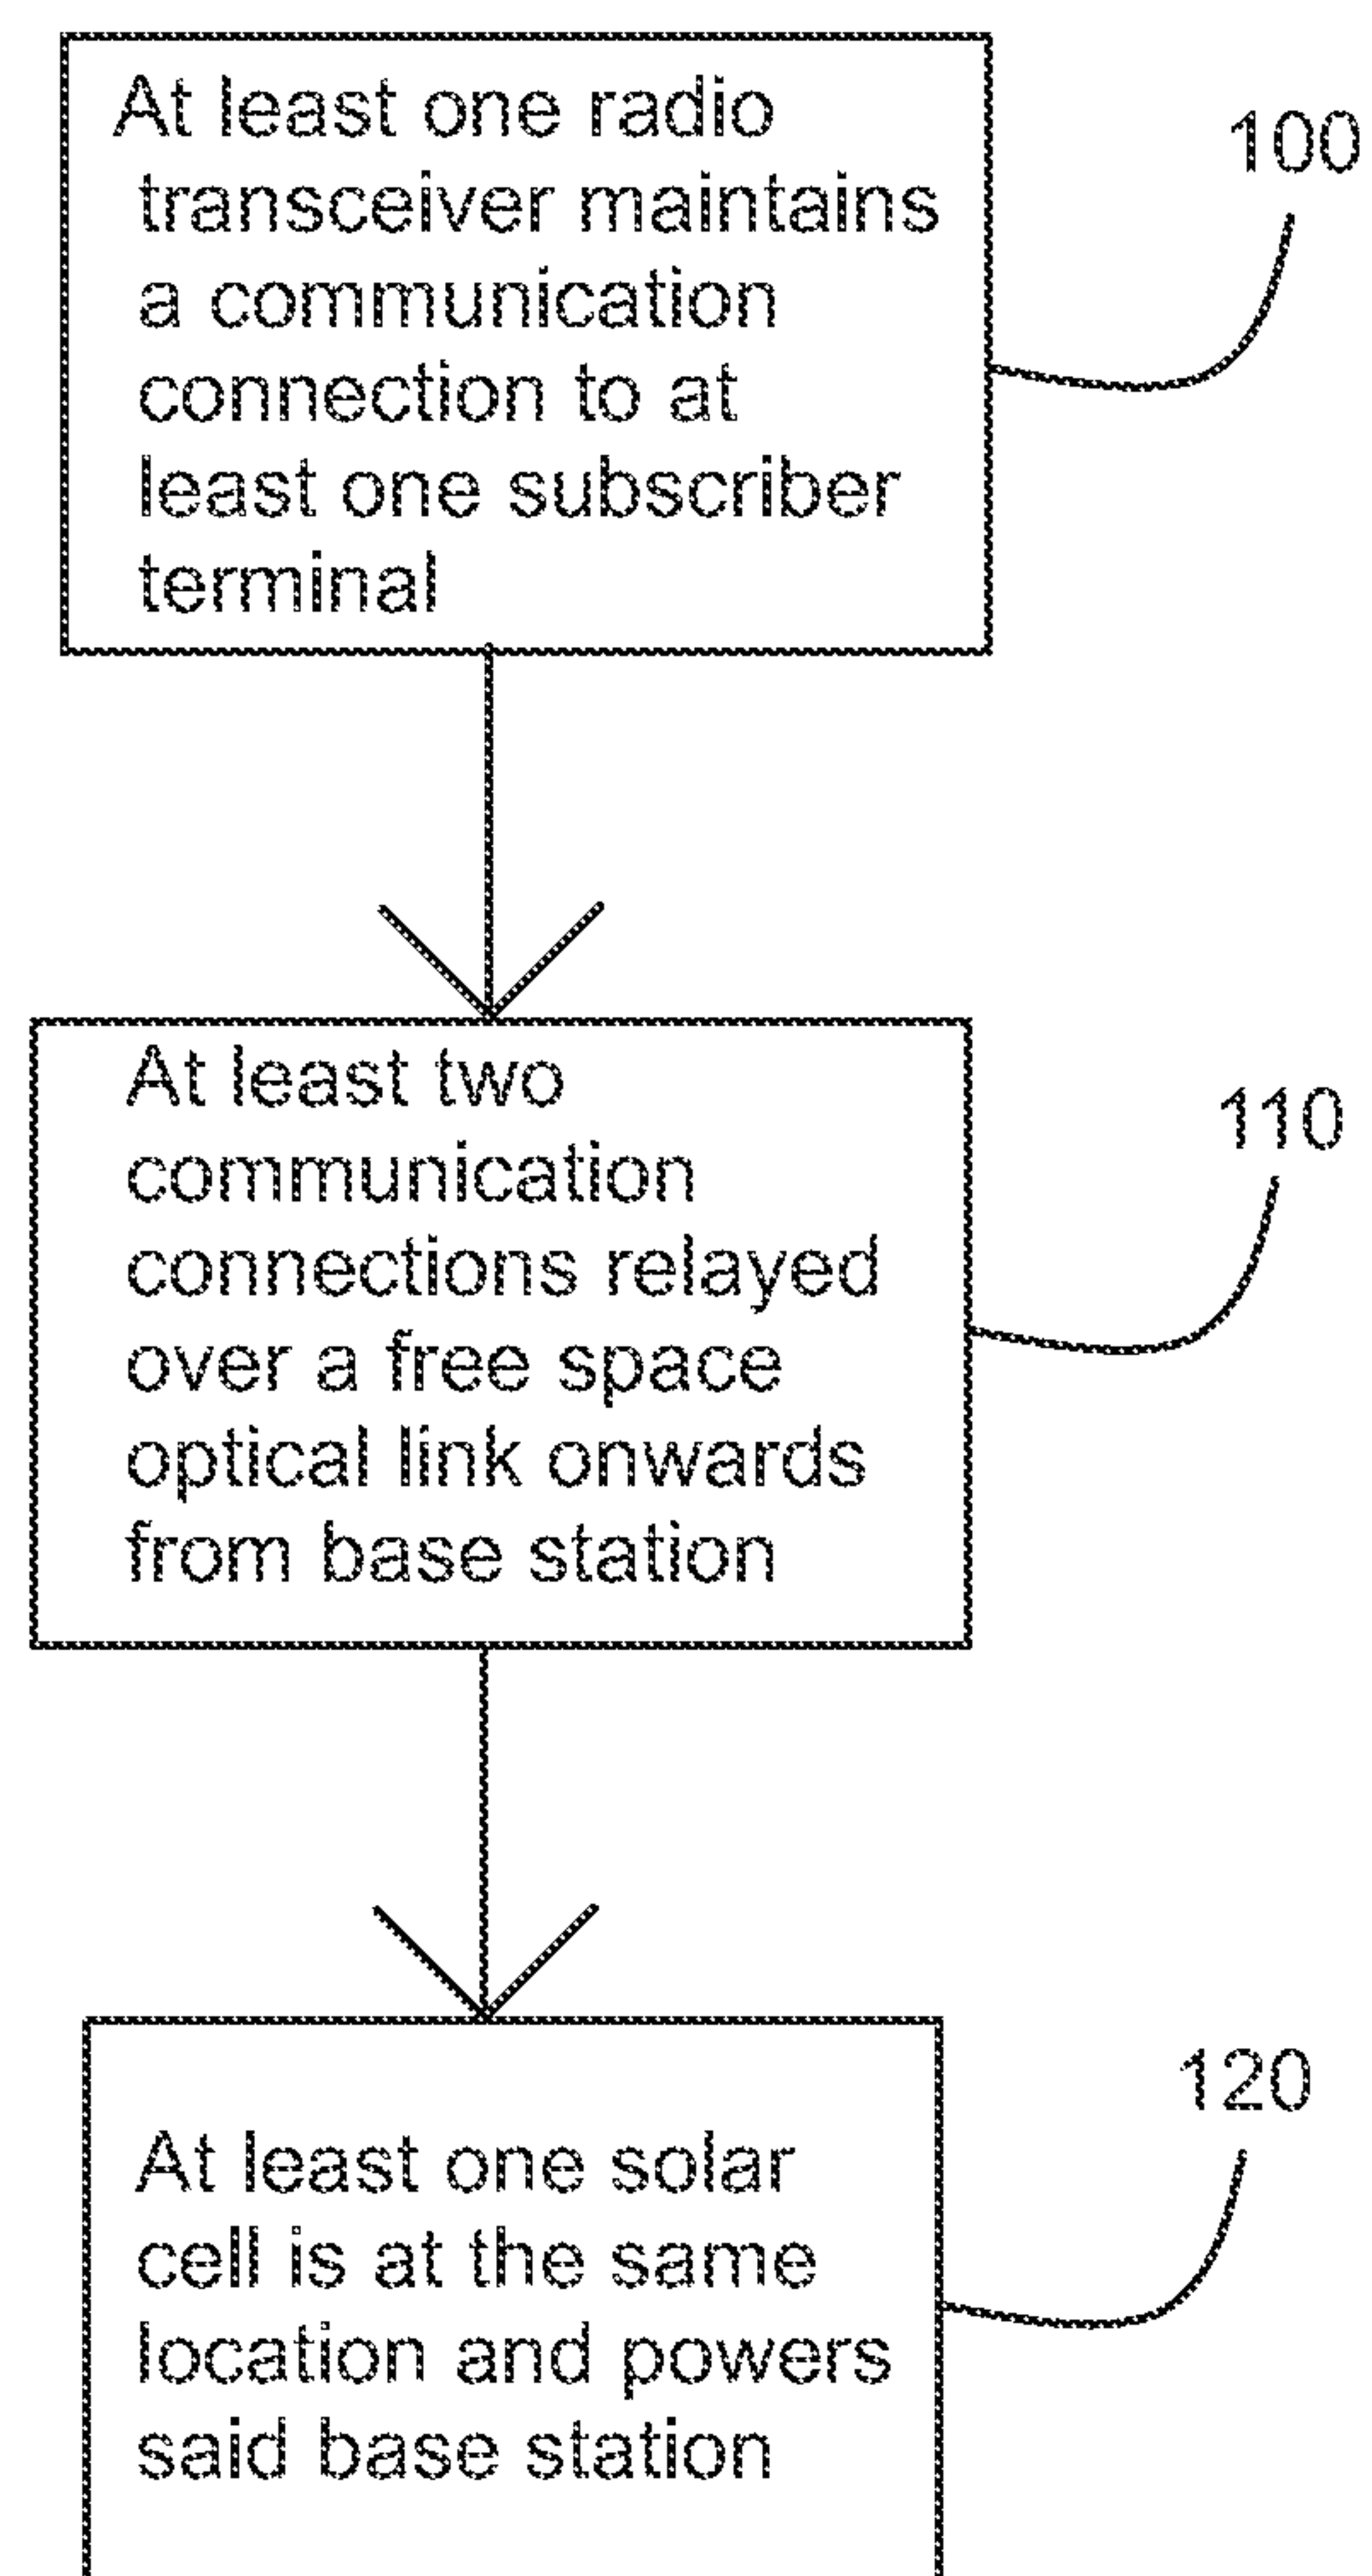 At least one radio
transceiver maintains
a communication
connection to at
least one subscriber
terminal
100
At least two
communication
connections relayed
over a free space
optical link onwards
from base station
110
At least one solar
cell is at the same
location and powers
said base station
120